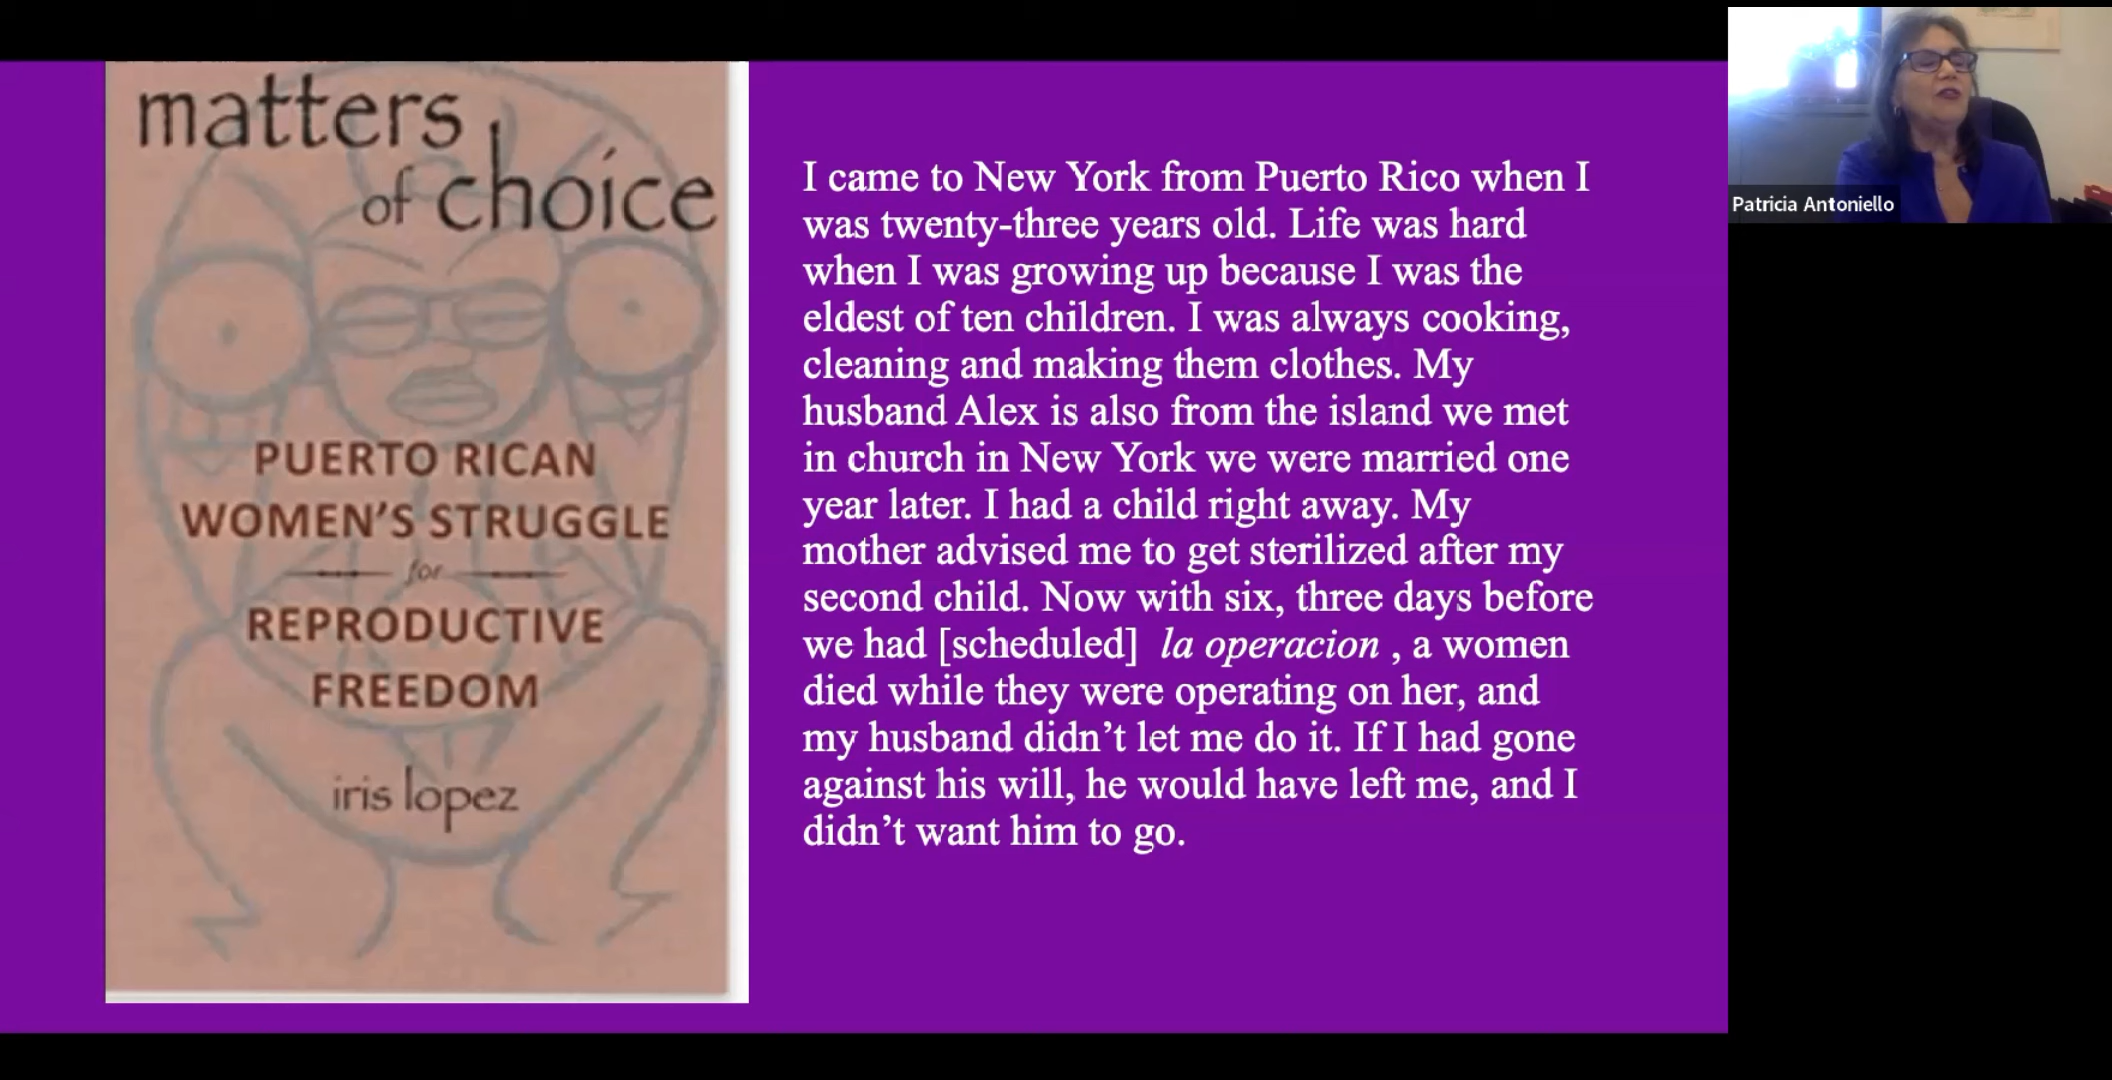 matters
of choice
PUERTO RICAN
WOMEN'S STRUGGLE
for
REPRODUCTIVE
FREEDOM
iris lopez
I came to New York from Puerto Rico when I
was twenty-three years old. Life was hard
when I was growing up because I was the
eldest of ten children. I was always cooking,
cleaning and making them clothes. My
husband Alex is also from the island we met
in church in New York we were married one
year later. I had a child right away. My
mother advised me to get sterilized after my
second child. Now with six, three days before
we had [scheduled] la operacion , a women
died while they were operating on her, and
my husband didn’t let me do it. If I had gone
against his will, he would have left me, and I
didn’t want him to go.
Patricia Antoniello